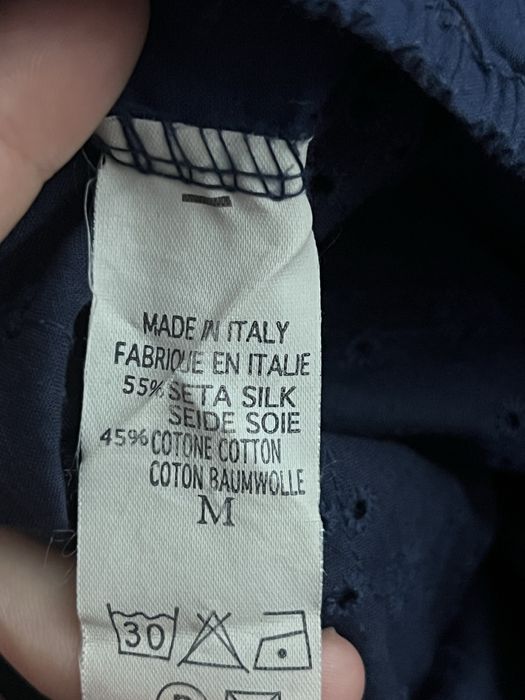 MADE IN ITALY
FABRIQUE EN ITALIE
55% SETA SILK
SEIDE SOIE
45% COTONE COTTON
COTON BAUMWOLLE
M
30